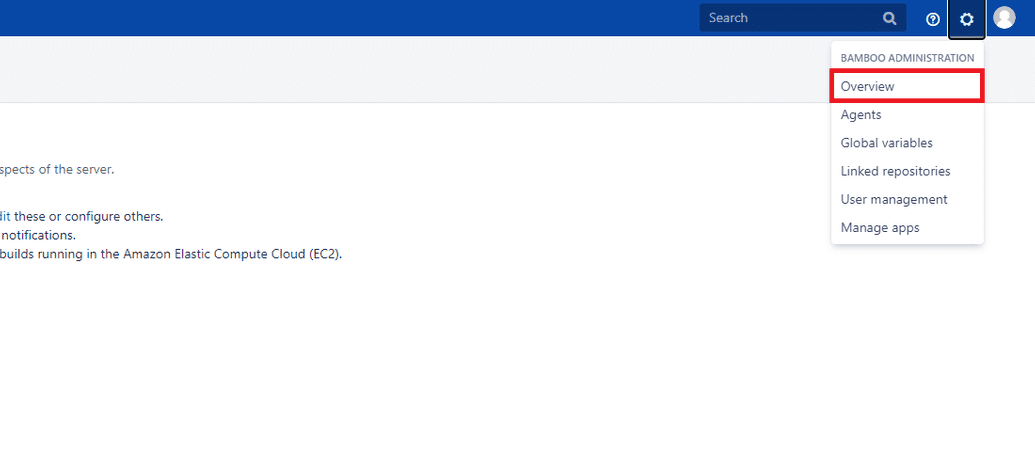 Search
BAMBOO ADMINISTRATION
Overview
Agents
Global variables
Linked repositories
User management
Manage apps
spects of the server.
dit these or configure others.
notifications.
builds running in the Amazon Elastic Compute Cloud (EC2).